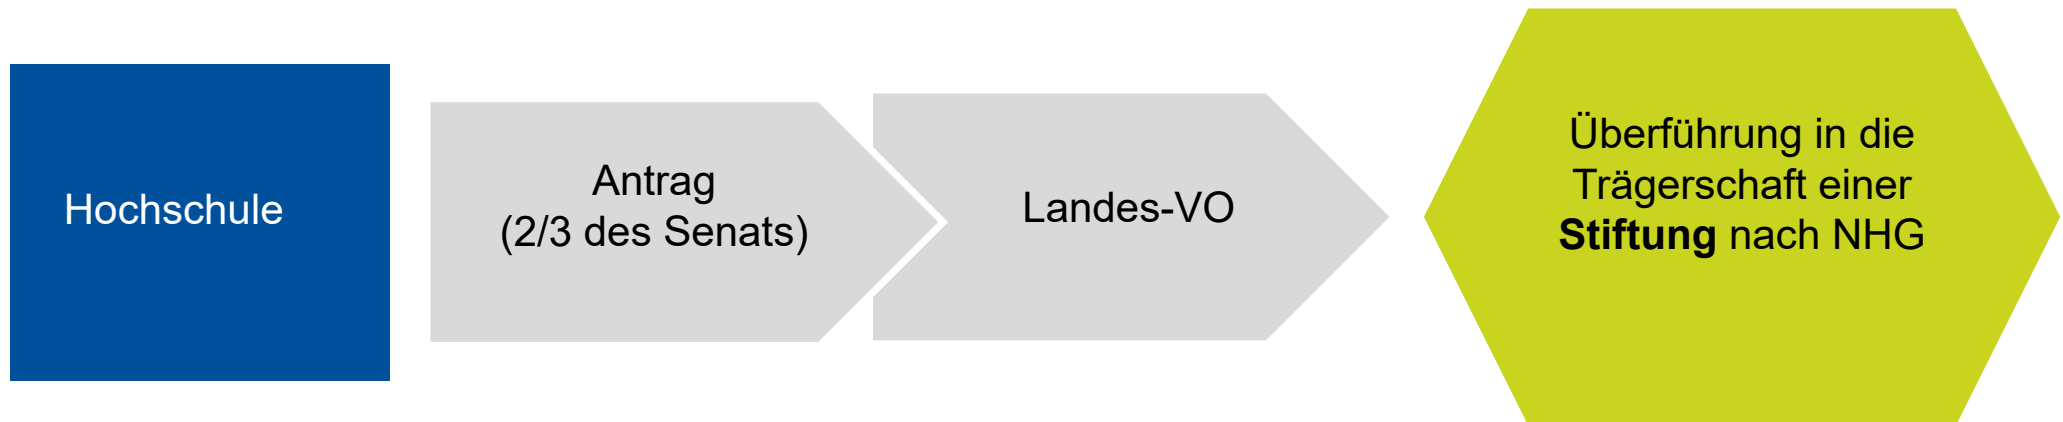 Hochschule
Antrag
(2/3 des Senats)
Landes-VO
Überführung in die
Trägerschaft einer
Stiftung nach NHG